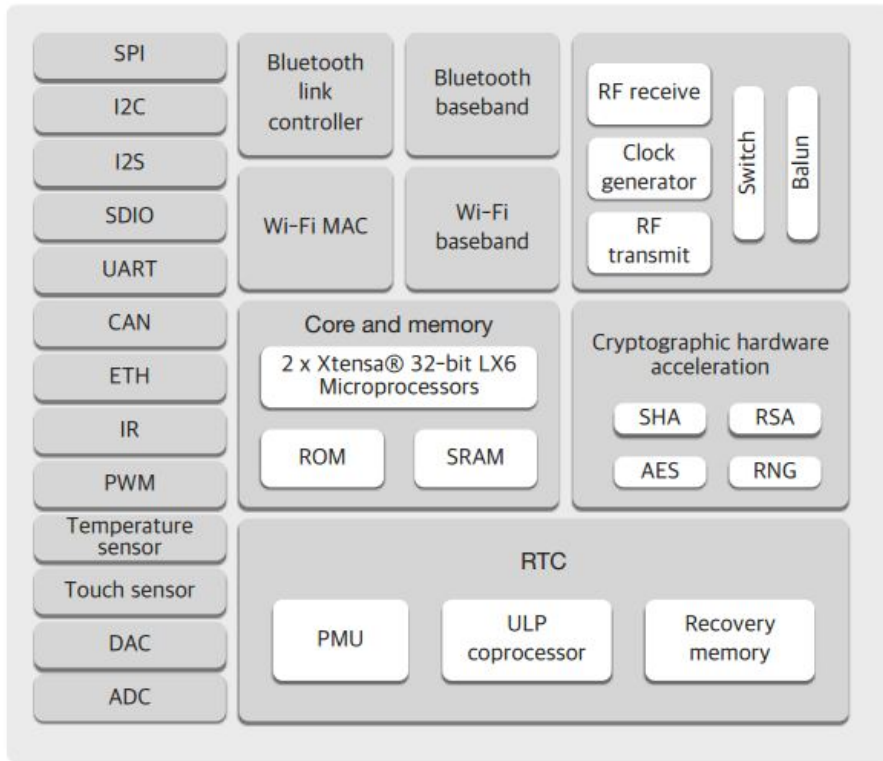 SPI
I2C
I2S
SDIO
UART
CAN
ETH
IR
PWM
Temperature
sensor
Touch sensor
DAC
ADC
Bluetooth
link
controller
Bluetooth
baseband
Wi-Fi MAC
Wi-Fi
baseband
RF receive
Clock
generator
RF
transmit
Switch
Balun
Core and memory
2 x Xtensa® 32-bit LX6
Microprocessors
ROM
SRAM
Cryptographic hardware
acceleration
SHA
RSA
AES
RNG
RTC
PMU
ULP
coprocessor
Recovery
memory